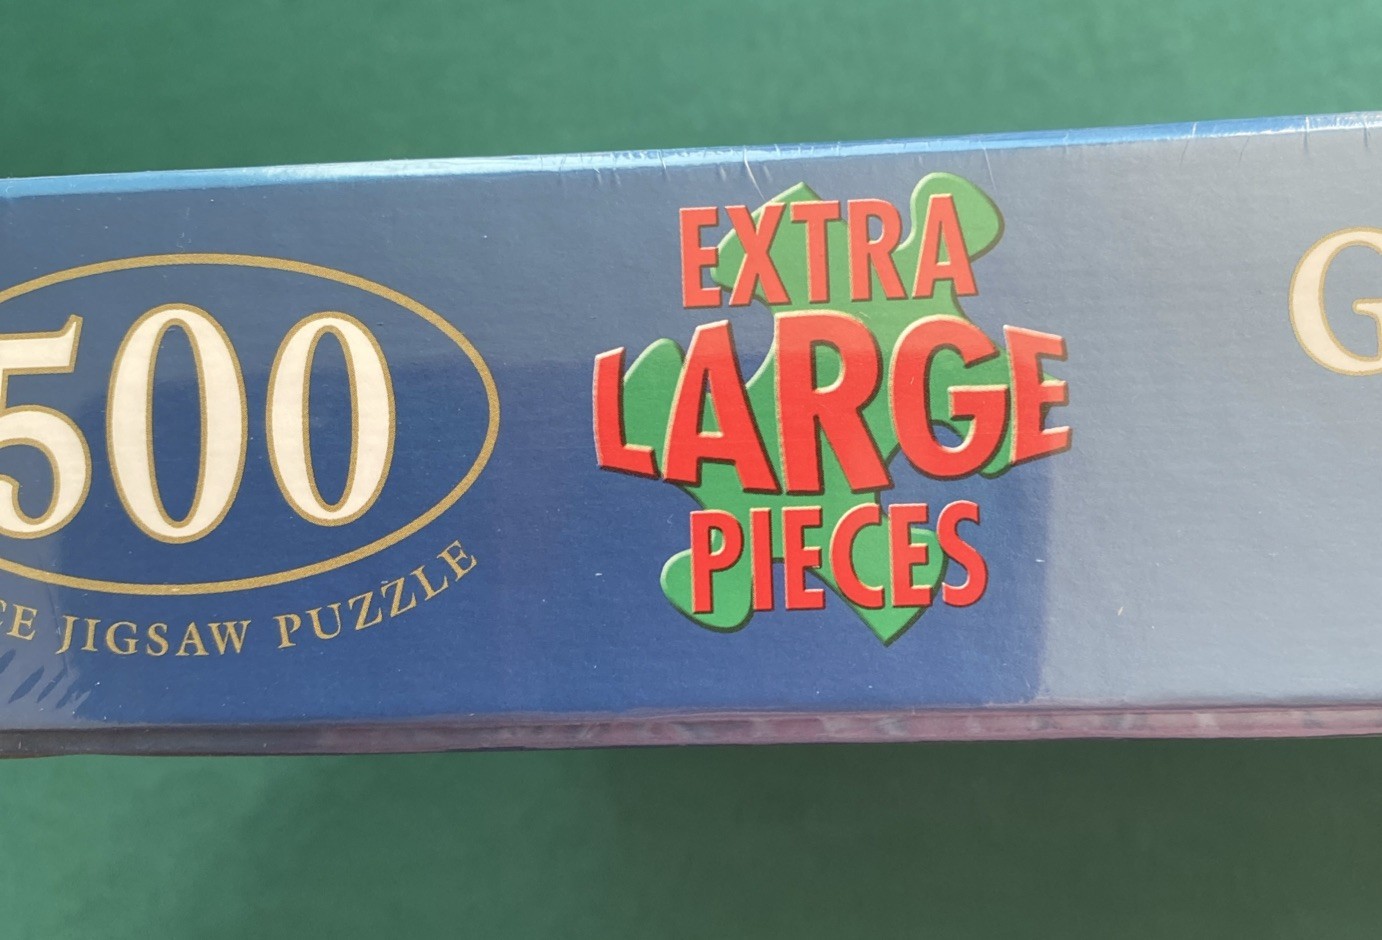 500
JIGSAW PUZZLE
EXTRA
LARGE
PIECES
G